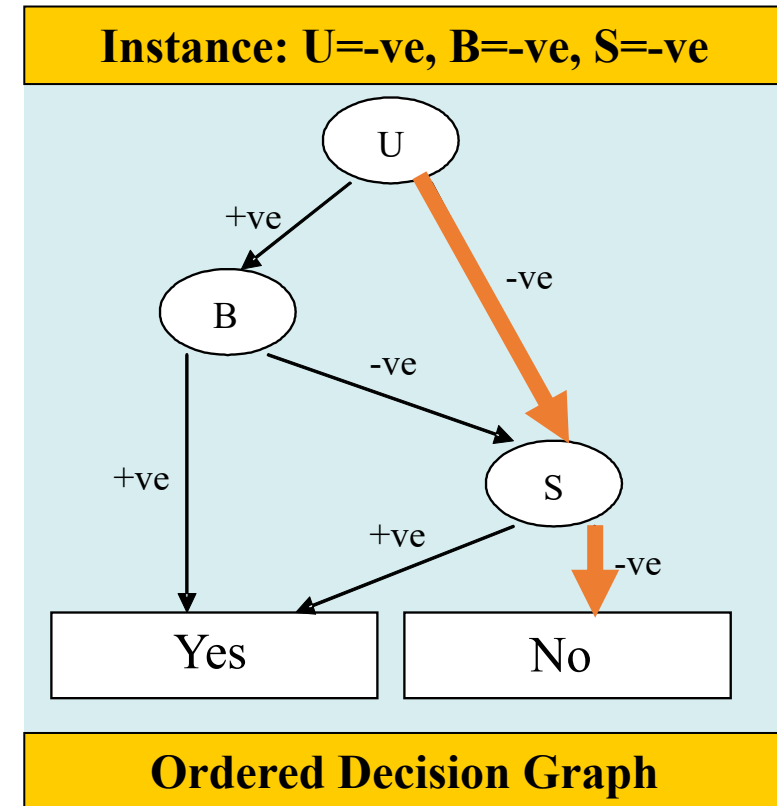 Instance: U=-ve, B=-ve, S=-ve
U
+ve
-ve
B
-ve
+ve
S
+ve
-ve
Yes
No
Ordered Decision Graph